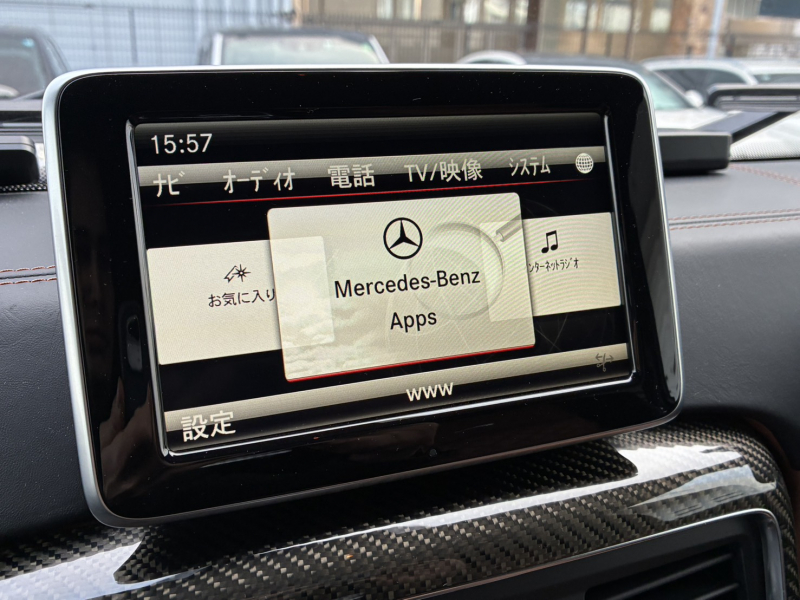 15:57
ナビ オーディオ 電話 TV/映像 システム
お気に入り
Mercedes-Benz
Apps
ンターネットラジオ
WWW
設定